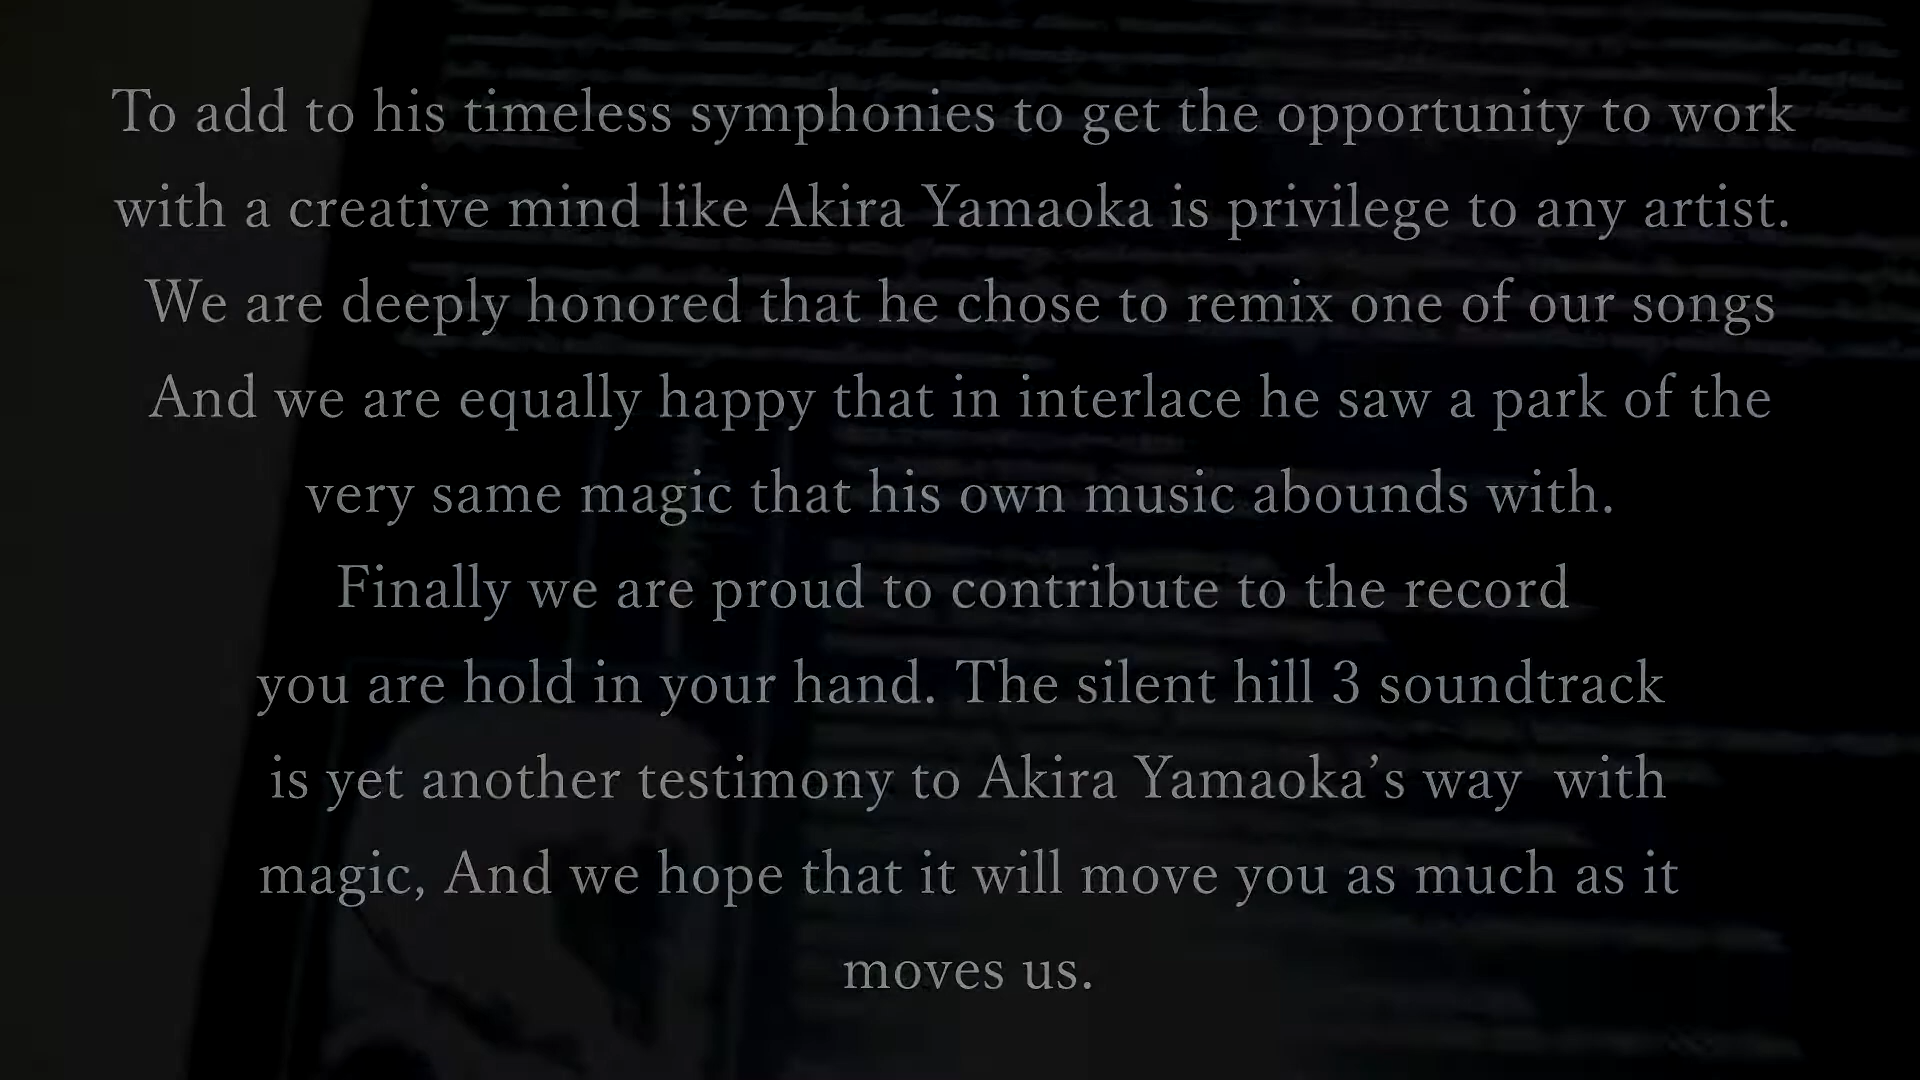 To add to his timeless symphonies to get the opportunity to work
with a creative mind like Akira Yamaoka is privilege to any artist.
We are deeply honored that he chose to remix one of our songs
And we are equally happy that in interlace he saw a park of the
very same magic that his own music abounds with.
Finally we are proud to contribute to the record
you are hold in your hand. The silent hill 3 soundtrack
is yet another testimony to Akira Yamaoka’s way  with
magic, And we hope that it will move you as much as it
moves us.